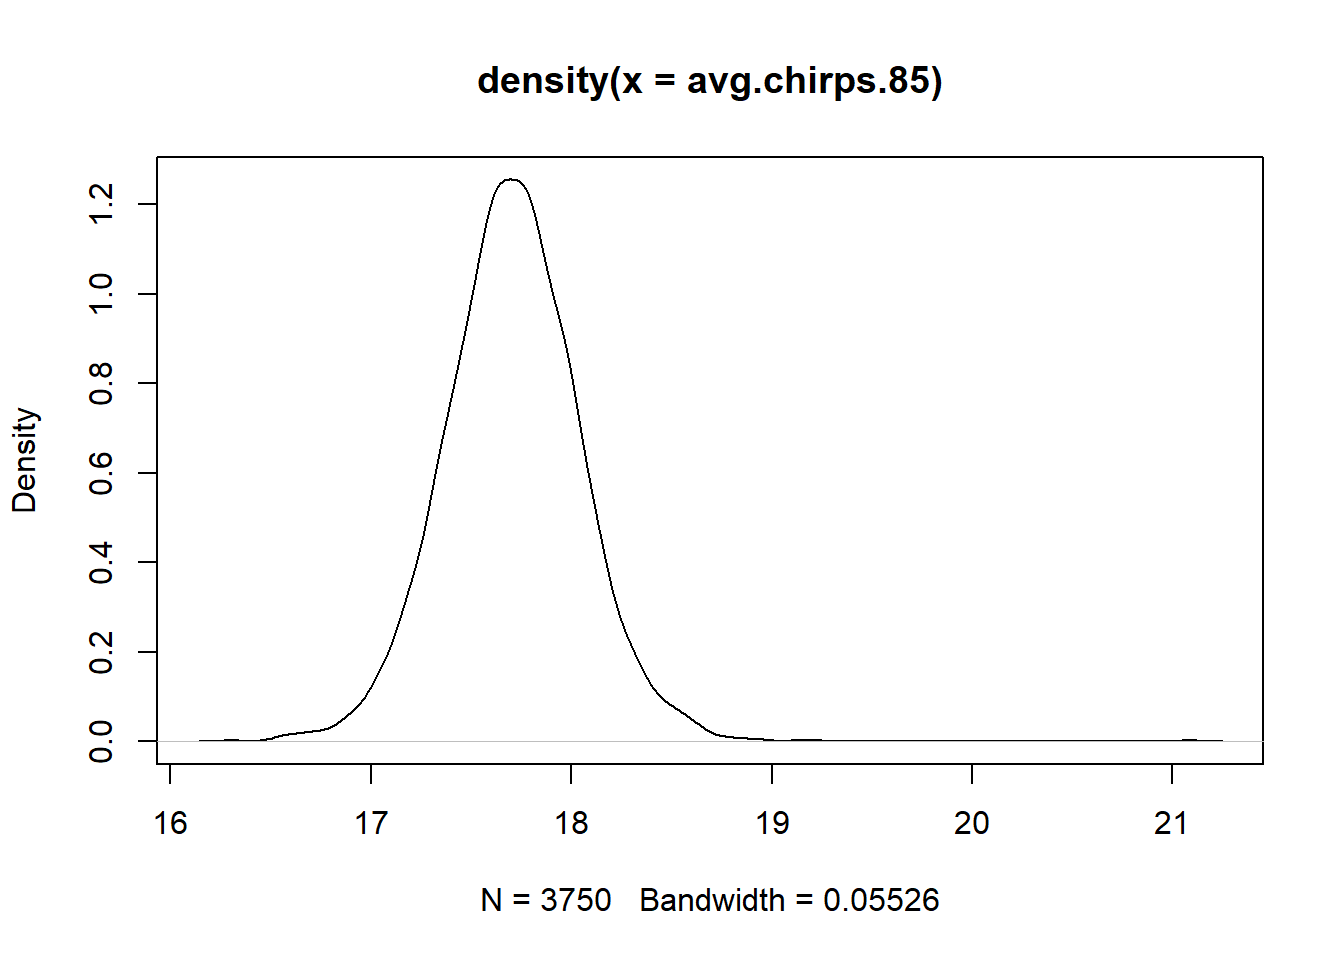 density(x = avg.chirps.85)
Density
1.2
1.0
0.8
0.6
0.4
0.2
0.0
16 17 18 19 20 21
N = 3750 Bandwidth = 0.05526